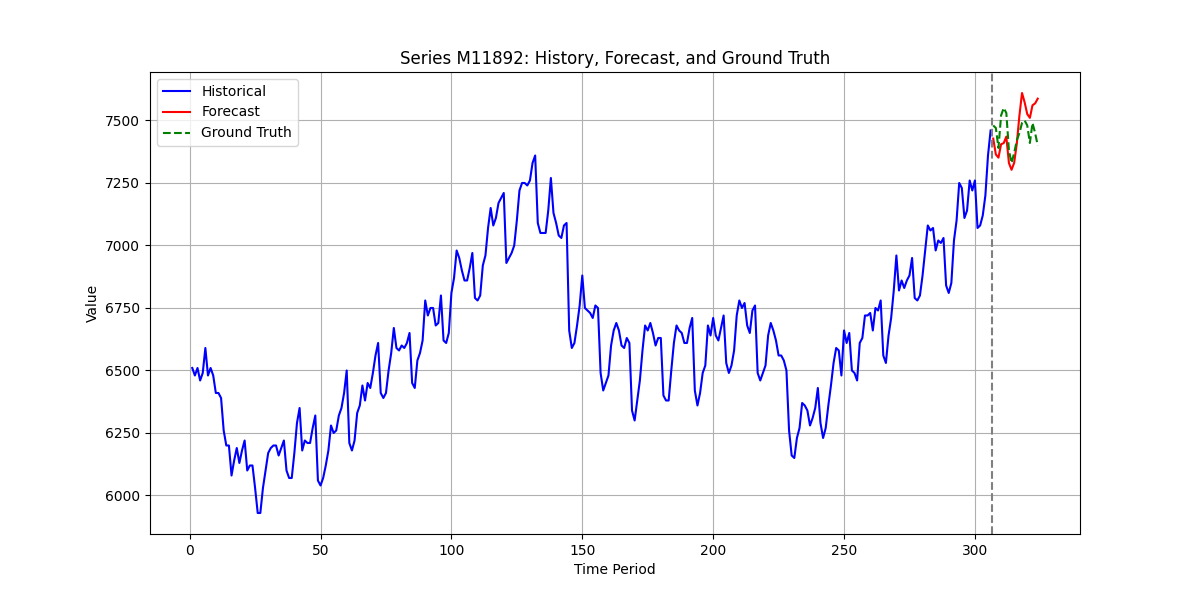 Series M11892: History, Forecast, and Ground Truth
Historical
Forecast
Ground Truth
Value
7500
7250
7000
6750
6500
6250
6000
0 50 100 150 200 250 300
Time Period